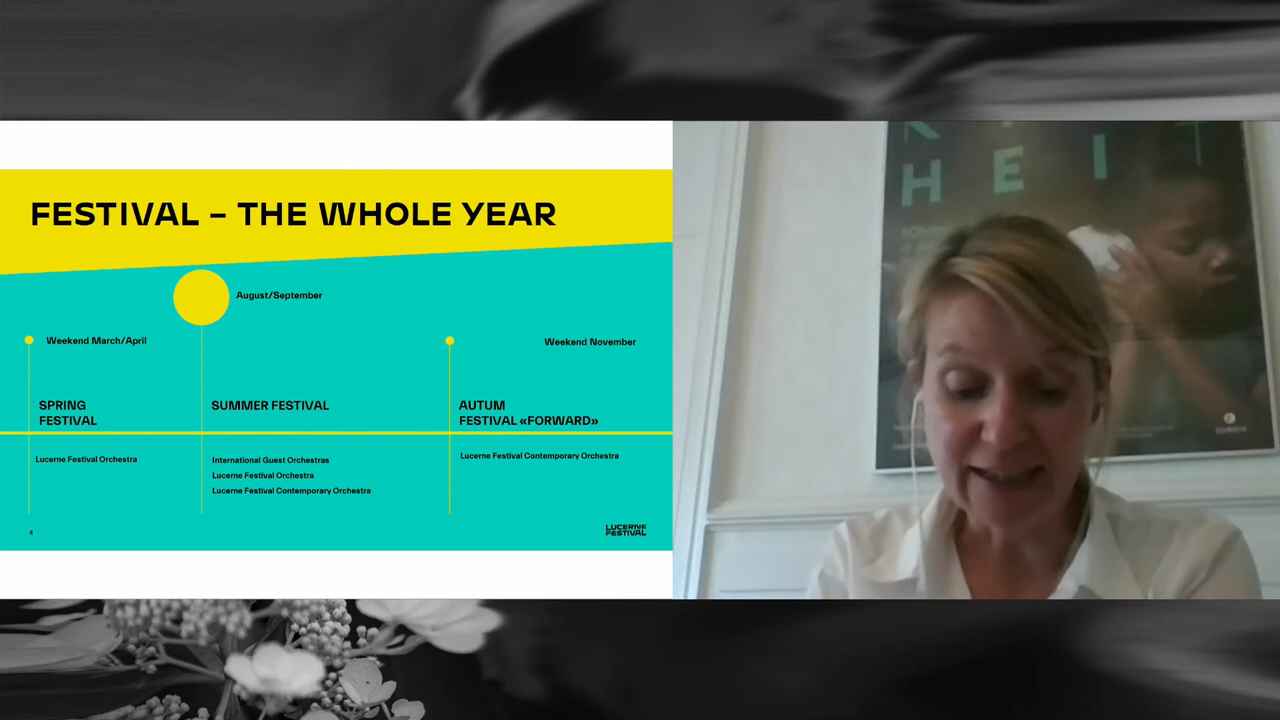 FESTIVAL – THE WHOLE YEAR
August/September
Weekend March/April
Weekend November
SPRING
FESTIVAL
SUMMER FESTIVAL
AUTUM
FESTIVAL «FORWARD»
Lucerne Festival Orchestra
International Guest Orchestras
Lucerne Festival Orchestra
Lucerne Festival Contemporary Orchestra
Lucerne Festival Contemporary Orchestra
4
LUCERNE
FESTIVAL
HEIT
ZURICH